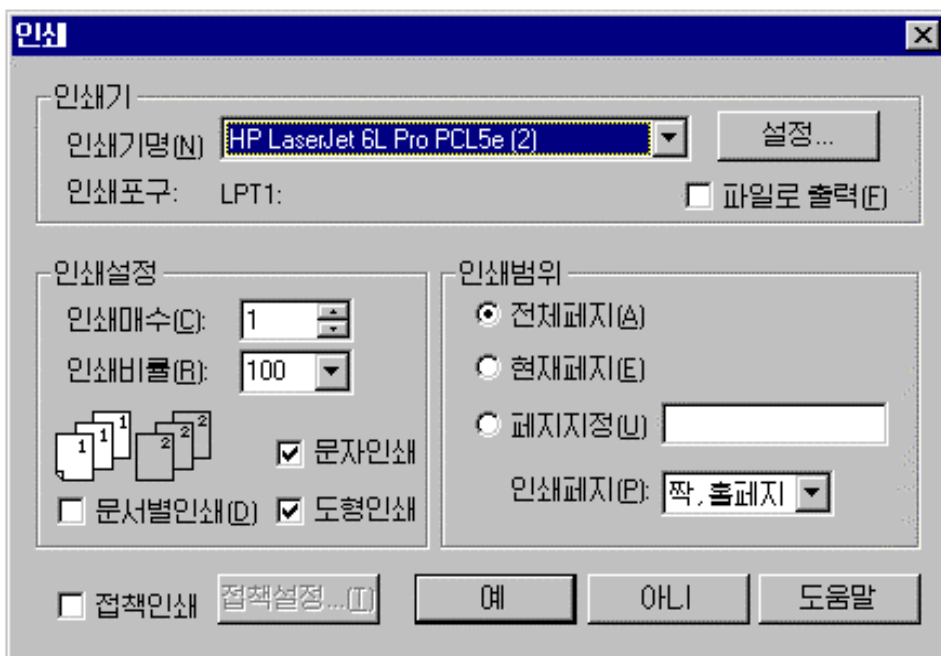 인쇄
인쇄기
인쇄기명(N) HP LaserJet 6L Pro PCL5e (2) 설정...
인쇄포구: LPT1: 파일로 출력(F)
인쇄설정
인쇄매수(C): 1
인쇄비률(R): 100
1 1 1 2 2 2
문자인쇄
문서별인쇄(D) 도형인쇄
인쇄범위
전체페지(A)
현재페지(E)
페지지정(U)
인쇄페지(P): 짝,홀페지
접책인쇄 접책설정...(T) 예 아니 도움말